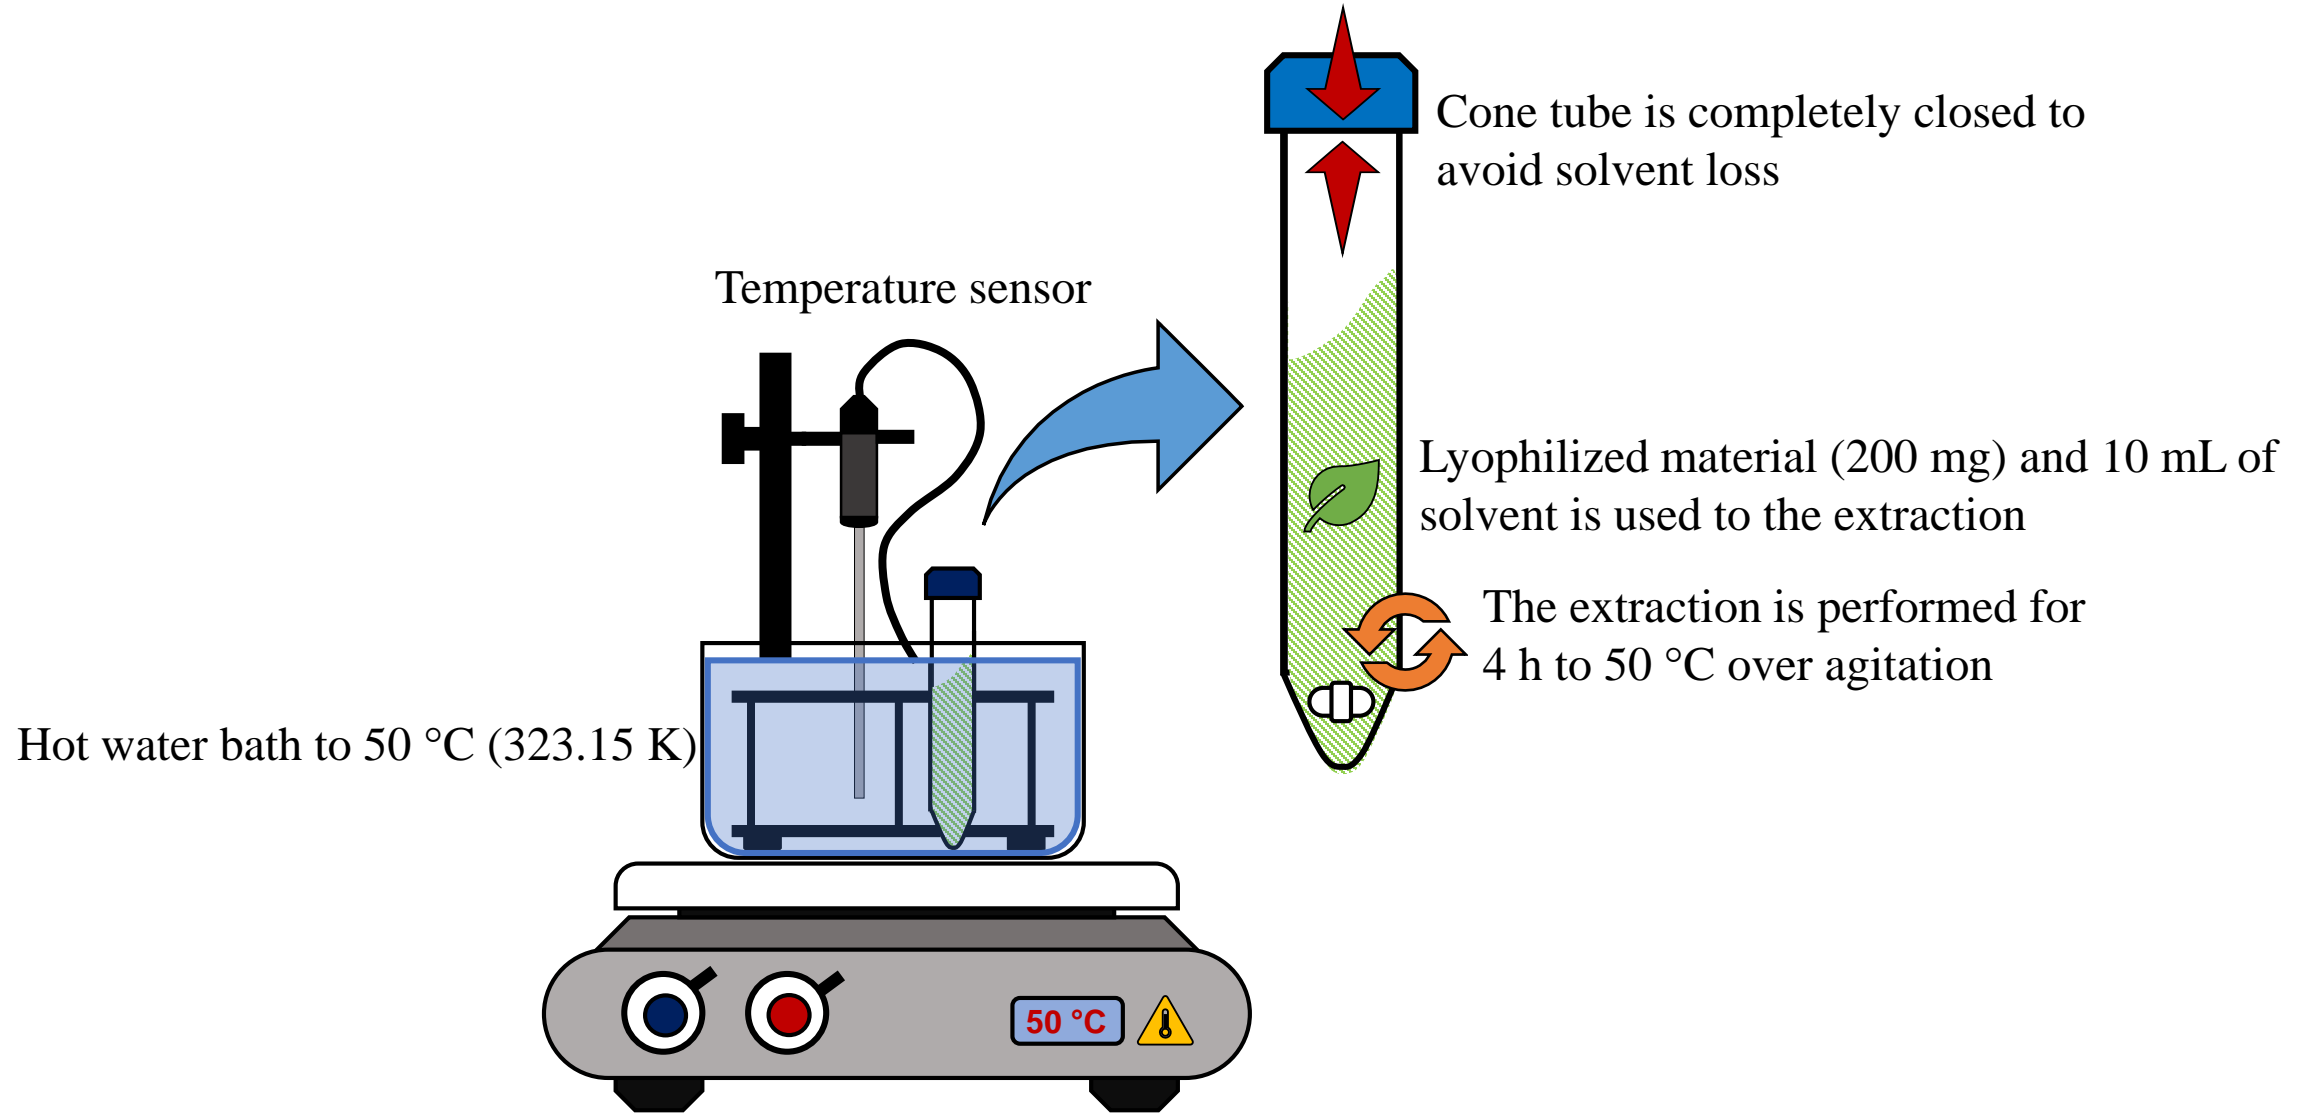 Cone tube is completely closed to
avoid solvent loss
Temperature sensor
Lyophilized material (200 mg) and 10 mL of
solvent is used to the extraction
The extraction is performed for
4 h to 50 °C over agitation
Hot water bath to 50 °C (323.15 K)
50 °C